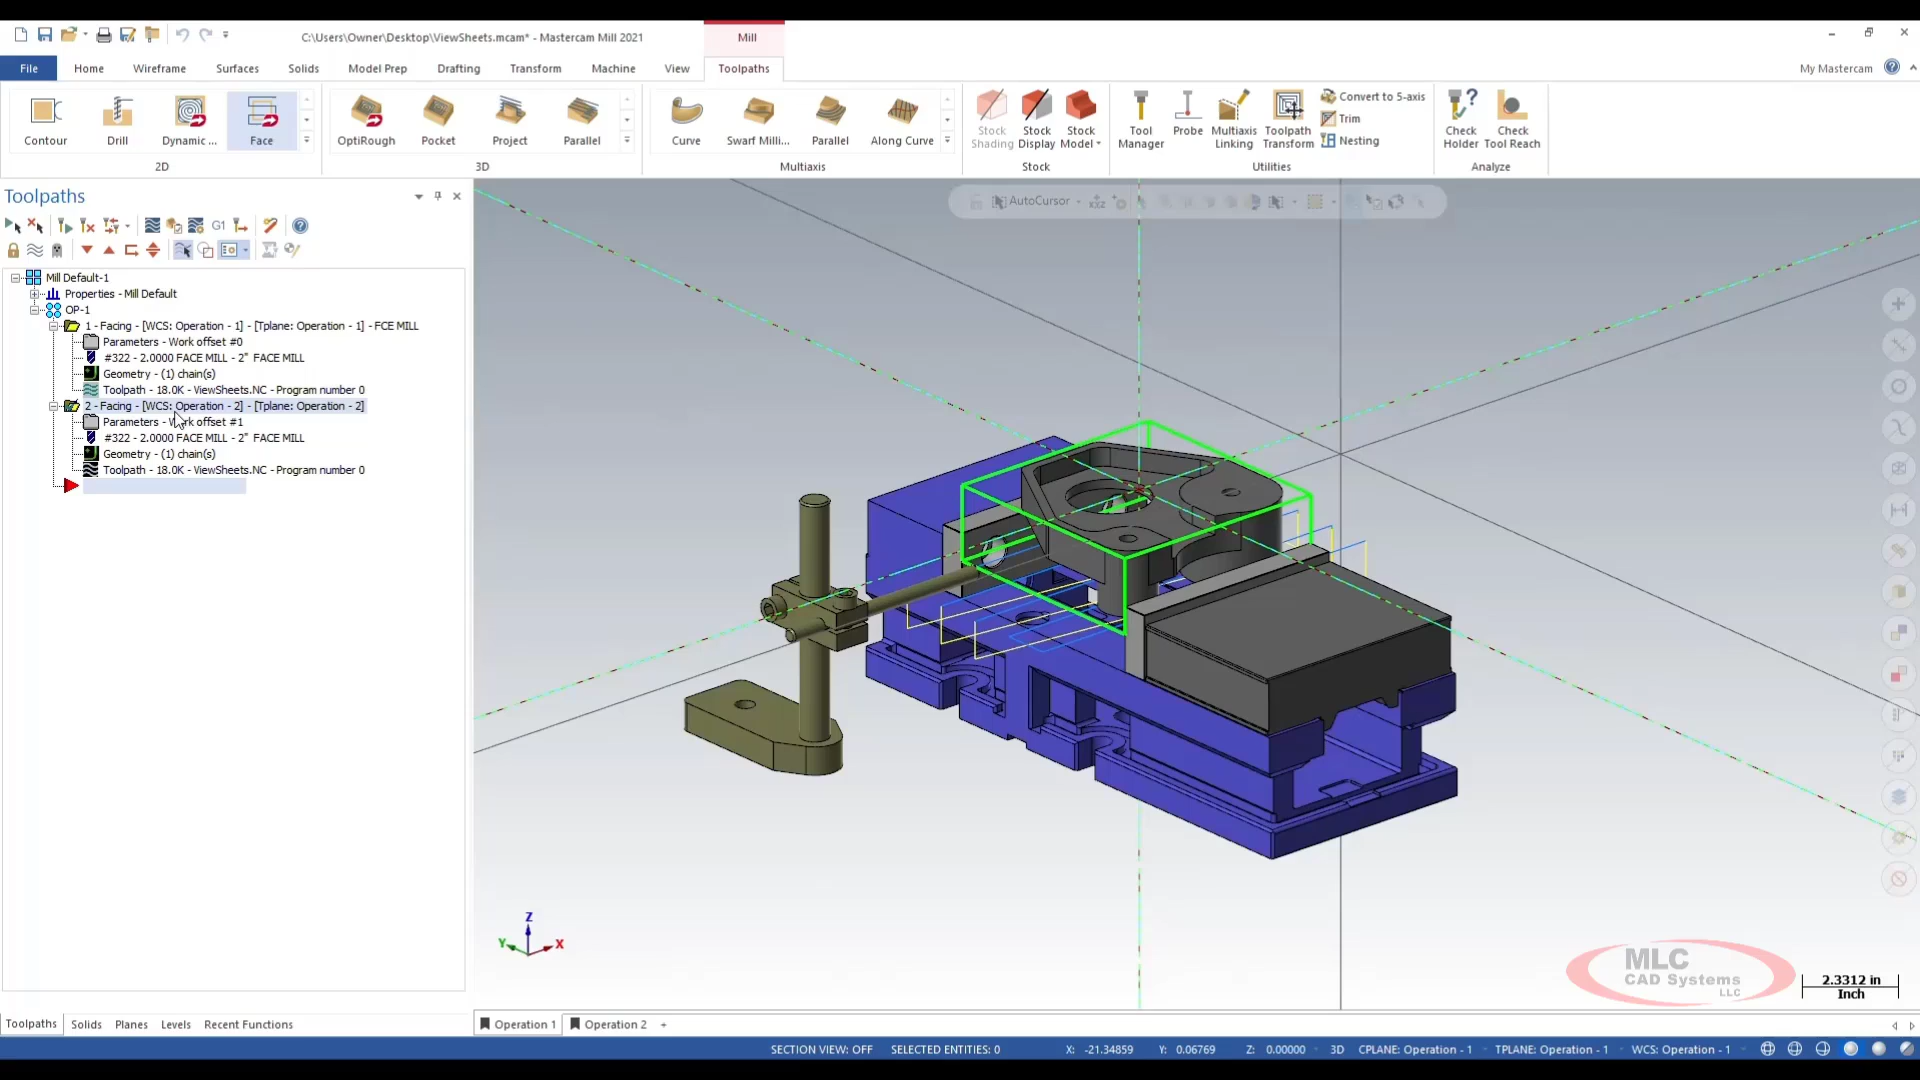 C:\Users\Owner\Desktop\ViewSheets.mcam* - Mastercam Mill 2021
Mill
File Home Wireframe Surfaces Solids Model Prep Drafting Transform Machine View Toolpaths My Mastercam
Contour Drill Dynamic ... Face OptiRough Pocket Project Parallel Curve Swarf Milli... Parallel Along Curve
Stock Shading Stock Display Stock Model Tool Manager Probe Multiaxis Linking Toolpath Transform Convert to 5-axis Trim Nesting Check Holder Check Tool Reach
2D 3D Multiaxis Stock Utilities Analyze
Toolpaths
AutoCursor
G1
Mill Default-1
Properties - Mill Default
OP-1
1 - Facing - [WCS: Operation - 1] - [Tplane: Operation - 1] - FCE MILL
Parameters - Work offset #0
#322 - 2.0000 FACE MILL - 2" FACE MILL
Geometry - (1) chain(s)
Toolpath - 18.0K - ViewSheets.NC - Program number 0
2 - Facing - [WCS: Operation - 2] - [Tplane: Operation - 2]
Parameters - Work offset #1
#322 - 2.0000 FACE MILL - 2" FACE MILL
Geometry - (1) chain(s)
Toolpath - 18.0K - ViewSheets.NC - Program number 0
Z
Y X
MLC
CAD Systems
LLC
2.3312 in
Inch
Toolpaths Solids Planes Levels Recent Functions Operation 1 Operation 2 +
SECTION VIEW: OFF SELECTED ENTITIES: 0 X: -21.34859 Y: 0.06769 Z: 0.00000 3D CPLANE: Operation - 1 TPLANE: Operation - 1 WCS: Operation - 1